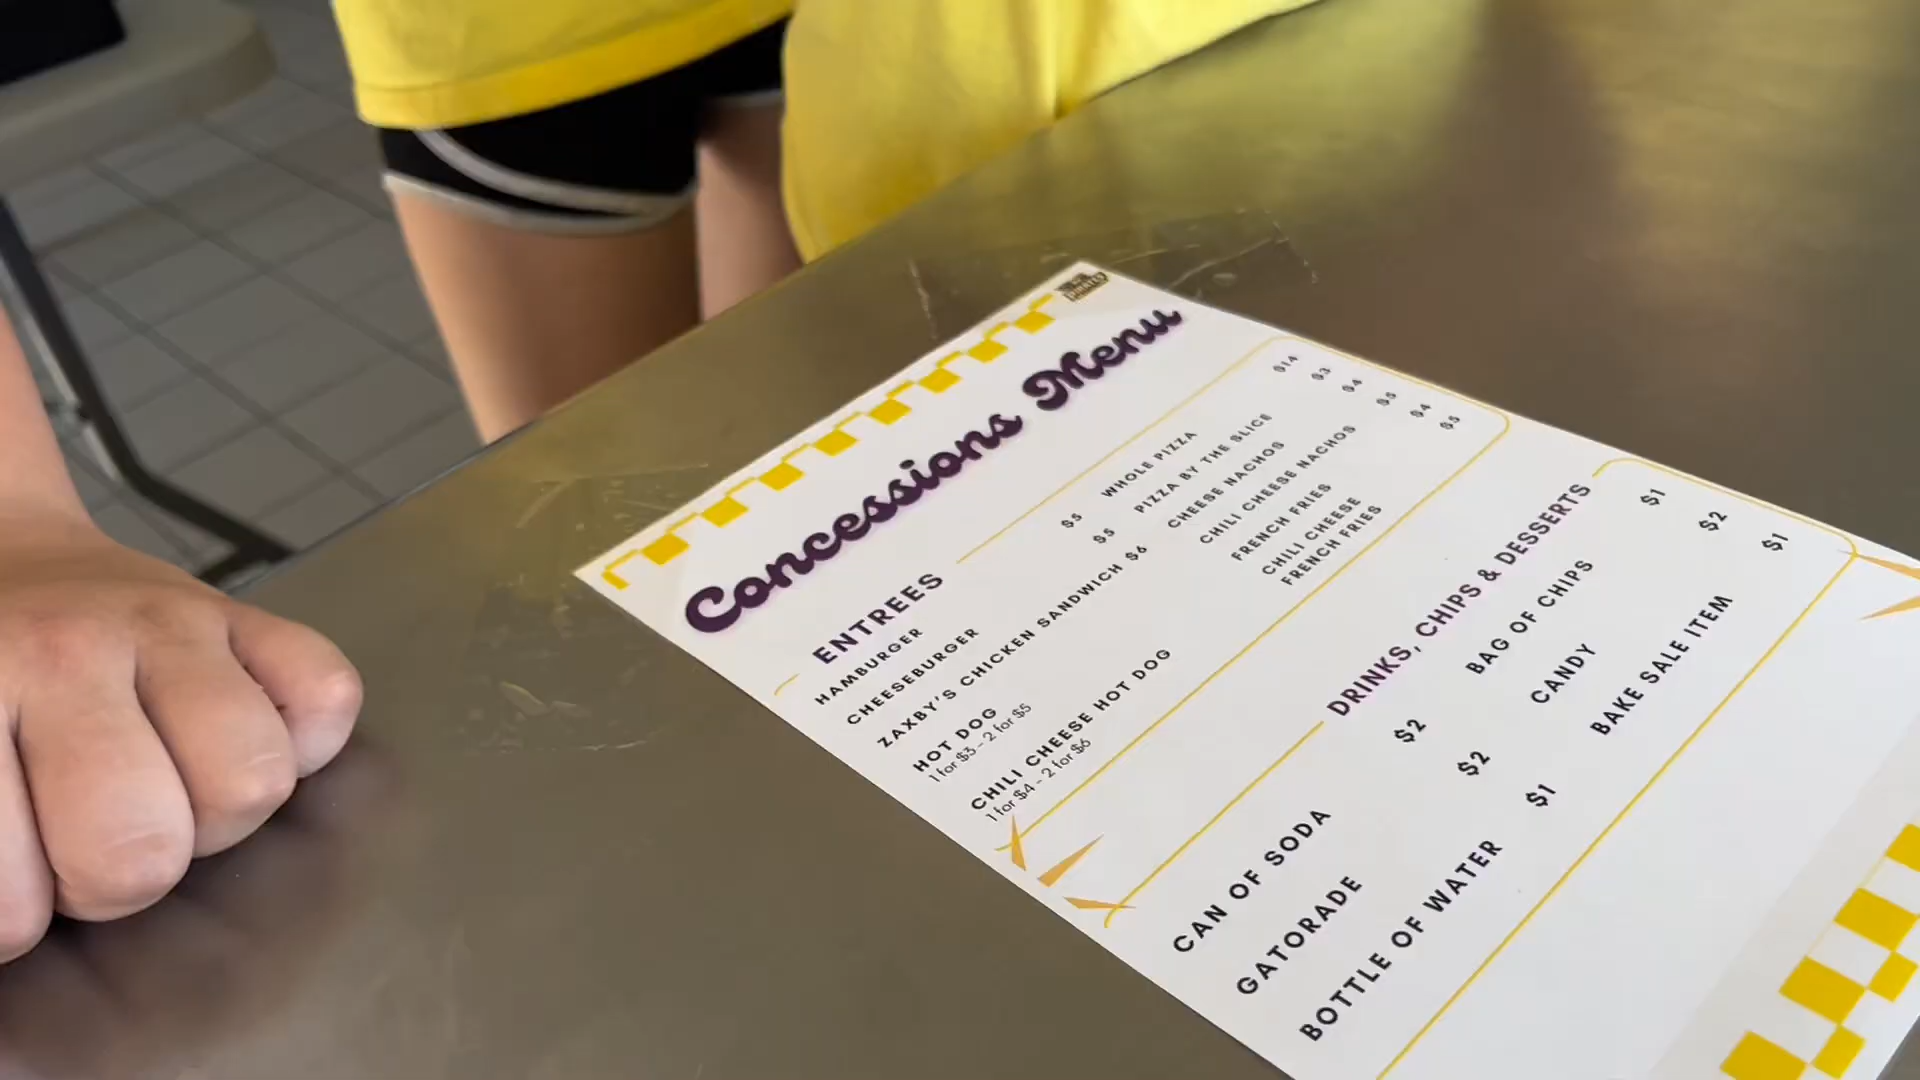 PIRATES
Concessions Menu
ENTREES
HAMBURGER $5
CHEESEBURGER $5
ZAXBY'S CHICKEN SANDWICH $6
HOT DOG
1 for $3 - 2 for $5
CHILI CHEESE HOT DOG
1 for $4 - 2 for $6
WHOLE PIZZA $14
PIZZA BY THE SLICE $3
CHEESE NACHOS $4
CHILI CHEESE NACHOS $5
FRENCH FRIES $4
CHILI CHEESE $5
FRENCH FRIES
DRINKS, CHIPS & DESSERTS
CAN OF SODA $2
GATORADE $2
BOTTLE OF WATER $1
BAG OF CHIPS $1
CANDY $2
BAKE SALE ITEM $1